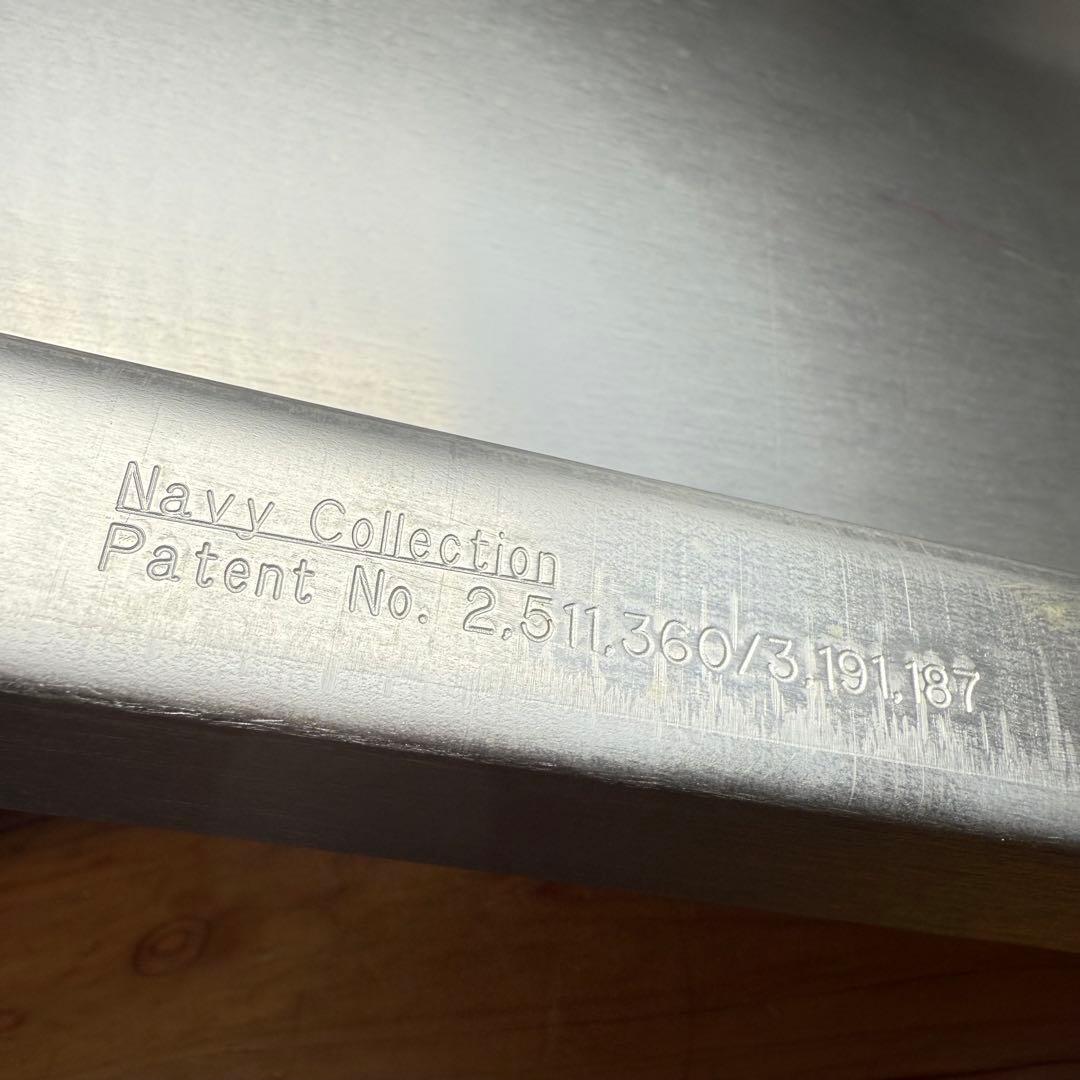 Navy Collection
Patent No. 2,511,360/3,191,187